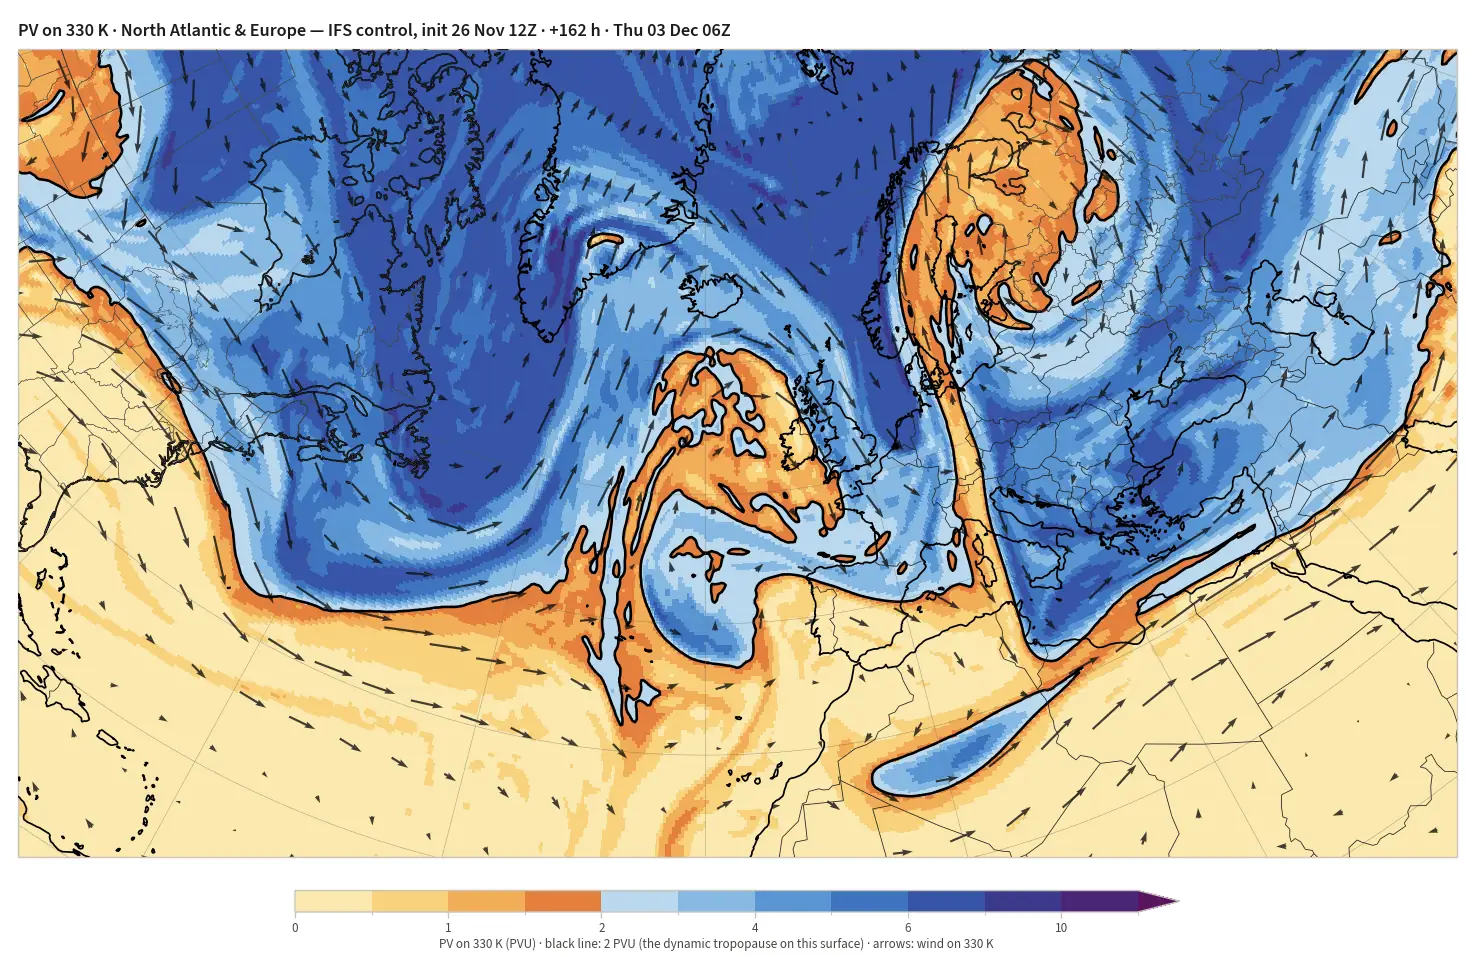 PV on 330 K · North Atlantic & Europe — IFS control, init 26 Nov 12Z · +162 h · Thu 03 Dec 06Z
0 1 2 4 6 10
PV on 330 K (PVU) · black line: 2 PVU (the dynamic tropopause on this surface) · arrows: wind on 330 K